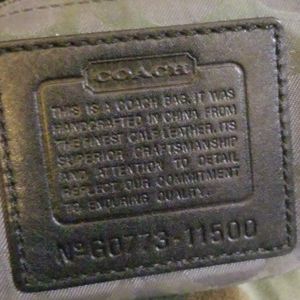 COACH
THIS IS A COACH BAG. IT WAS
HANDCRAFTED IN CHINA FROM
THE FINEST CALF LEATHER. ITS
SUPERIOR CRAFTSMANSHIP
AND ATTENTION TO DETAIL
REFLECT OUR COMMITMENT
TO ENDURING QUALITY.
Nº G0773-11500